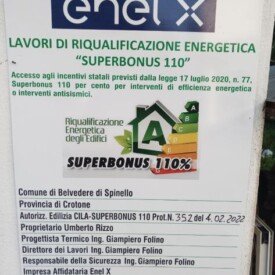 enel x
LAVORI DI RIQUALIFICAZIONE ENERGETICA
“SUPERBONUS 110”
Accesso agli incentivi statali previsti dalla legge 17 luglio 2020, n. 77.
Superbonus 110 per cento per interventi di efficienza energetica
o interventi antisismici.
Riqualificazione
Energetica
degli Edifici
A
SUPERBONUS 110%
Comune di Belvedere di Spinello
Provincia di Crotone
Autorizz. Edilizia CILA-SUPERBONUS 110 Prot.N. 352 del 4.02.2022
Proprietario Umberto Rizzo
Progettista Termico Ing. Giampiero Folino
Direttore dei Lavori Ing. Giampiero Folino
Responsabile della Sicurezza Ing. Giampiero Folino
Impresa Affidataria Enel X